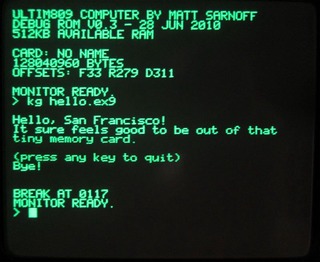 ULTIM809 COMPUTER BY MATT SARNOFF
DEBUG ROM V0.3 - 28 JUN 2010
512KB AVAILABLE RAM
CARD: NO NAME
128040960 BYTES
OFFSETS: F33 R279 D311
MONITOR READY.
> kg hello.ex9
Hello, San Francisco!
It sure feels good to be out of that
tiny memory card.
(press any key to quit)
Bye!
BREAK AT 0117
MONITOR READY.
>